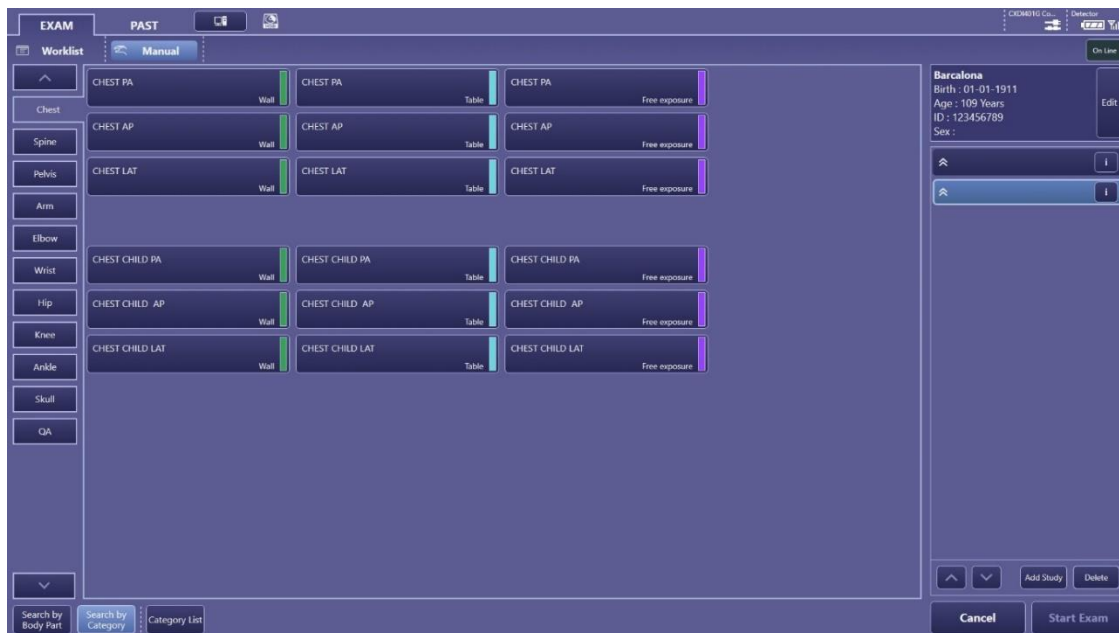 EXAM
PAST
CXDI401G Co...
Detector
Worklist
Manual
On Line
Chest
Spine
Pelvis
Arm
Elbow
Wrist
Hip
Knee
Ankle
Skull
QA
CHEST PA
Wall
CHEST PA
Table
CHEST PA
Free exposure
CHEST AP
Wall
CHEST AP
Table
CHEST AP
Free exposure
CHEST LAT
Wall
CHEST LAT
Table
CHEST LAT
Free exposure
CHEST CHILD PA
Wall
CHEST CHILD PA
Table
CHEST CHILD PA
Free exposure
CHEST CHILD AP
Wall
CHEST CHILD AP
Table
CHEST CHILD AP
Free exposure
CHEST CHILD LAT
Wall
CHEST CHILD LAT
Table
CHEST CHILD LAT
Free exposure
Barcalona
Birth : 01-01-1911
Age : 109 Years
ID : 123456789
Sex :
Edit
i
i
Add Study
Delete
Search by
Body Part
Search by
Category
Category List
Cancel
Start Exam